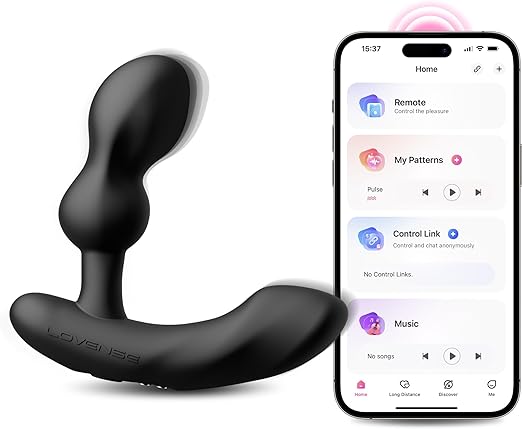 LOVENSE
15:37
Home
Remote
Control the pleasure
My Patterns
Pulse
Control Link
Control and chat anonymously
No Control Links.
Music
No songs
Home
Long Distance
Discover
Me